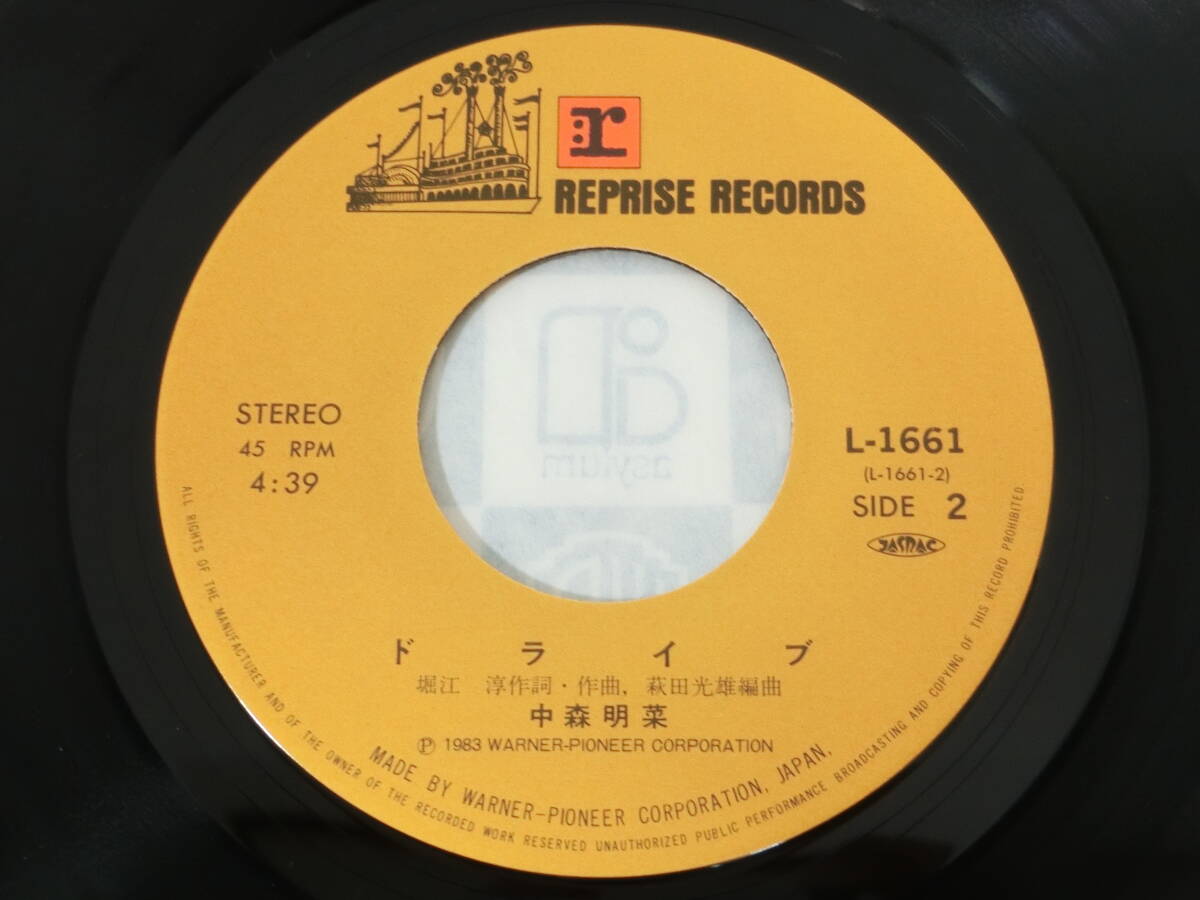 r
REPRISE RECORDS
STEREO
45 RPM
4:39
L-1661
(L-1661-2)
SIDE 2
JASRAC
asylum
ドライブ
堀江 淳作詞・作曲, 萩田光雄編曲
中森明菜
Ⓟ 1983 WARNER-PIONEER CORPORATION
MADE BY WARNER-PIONEER CORPORATION, JAPAN.
ALL RIGHTS OF THE MANUFACTURER AND OF THE OWNER OF THE RECORDED WORK RESERVED UNAUTHORIZED PUBLIC PERFORMANCE BROADCASTING AND COPYING OF THIS RECORD PROHIBITED.